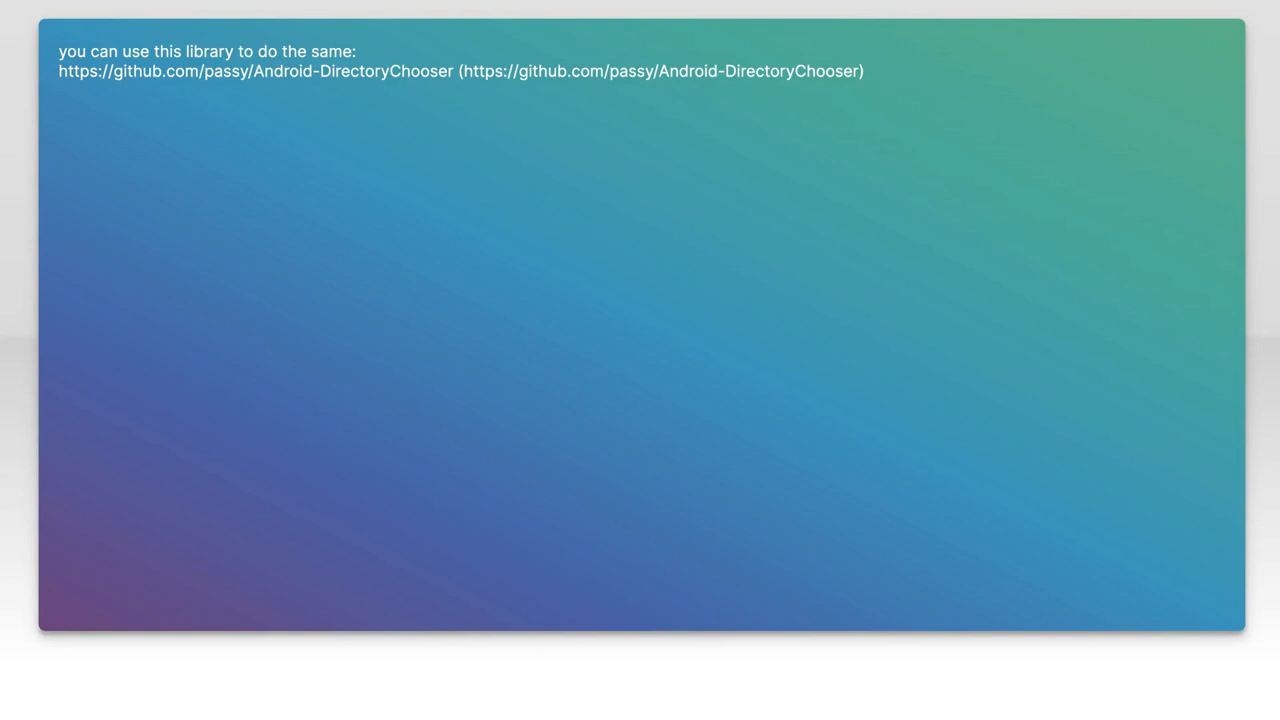 you can use this library to do the same:
https://github.com/passy/Android-DirectoryChooser (https://github.com/passy/Android-DirectoryChooser)